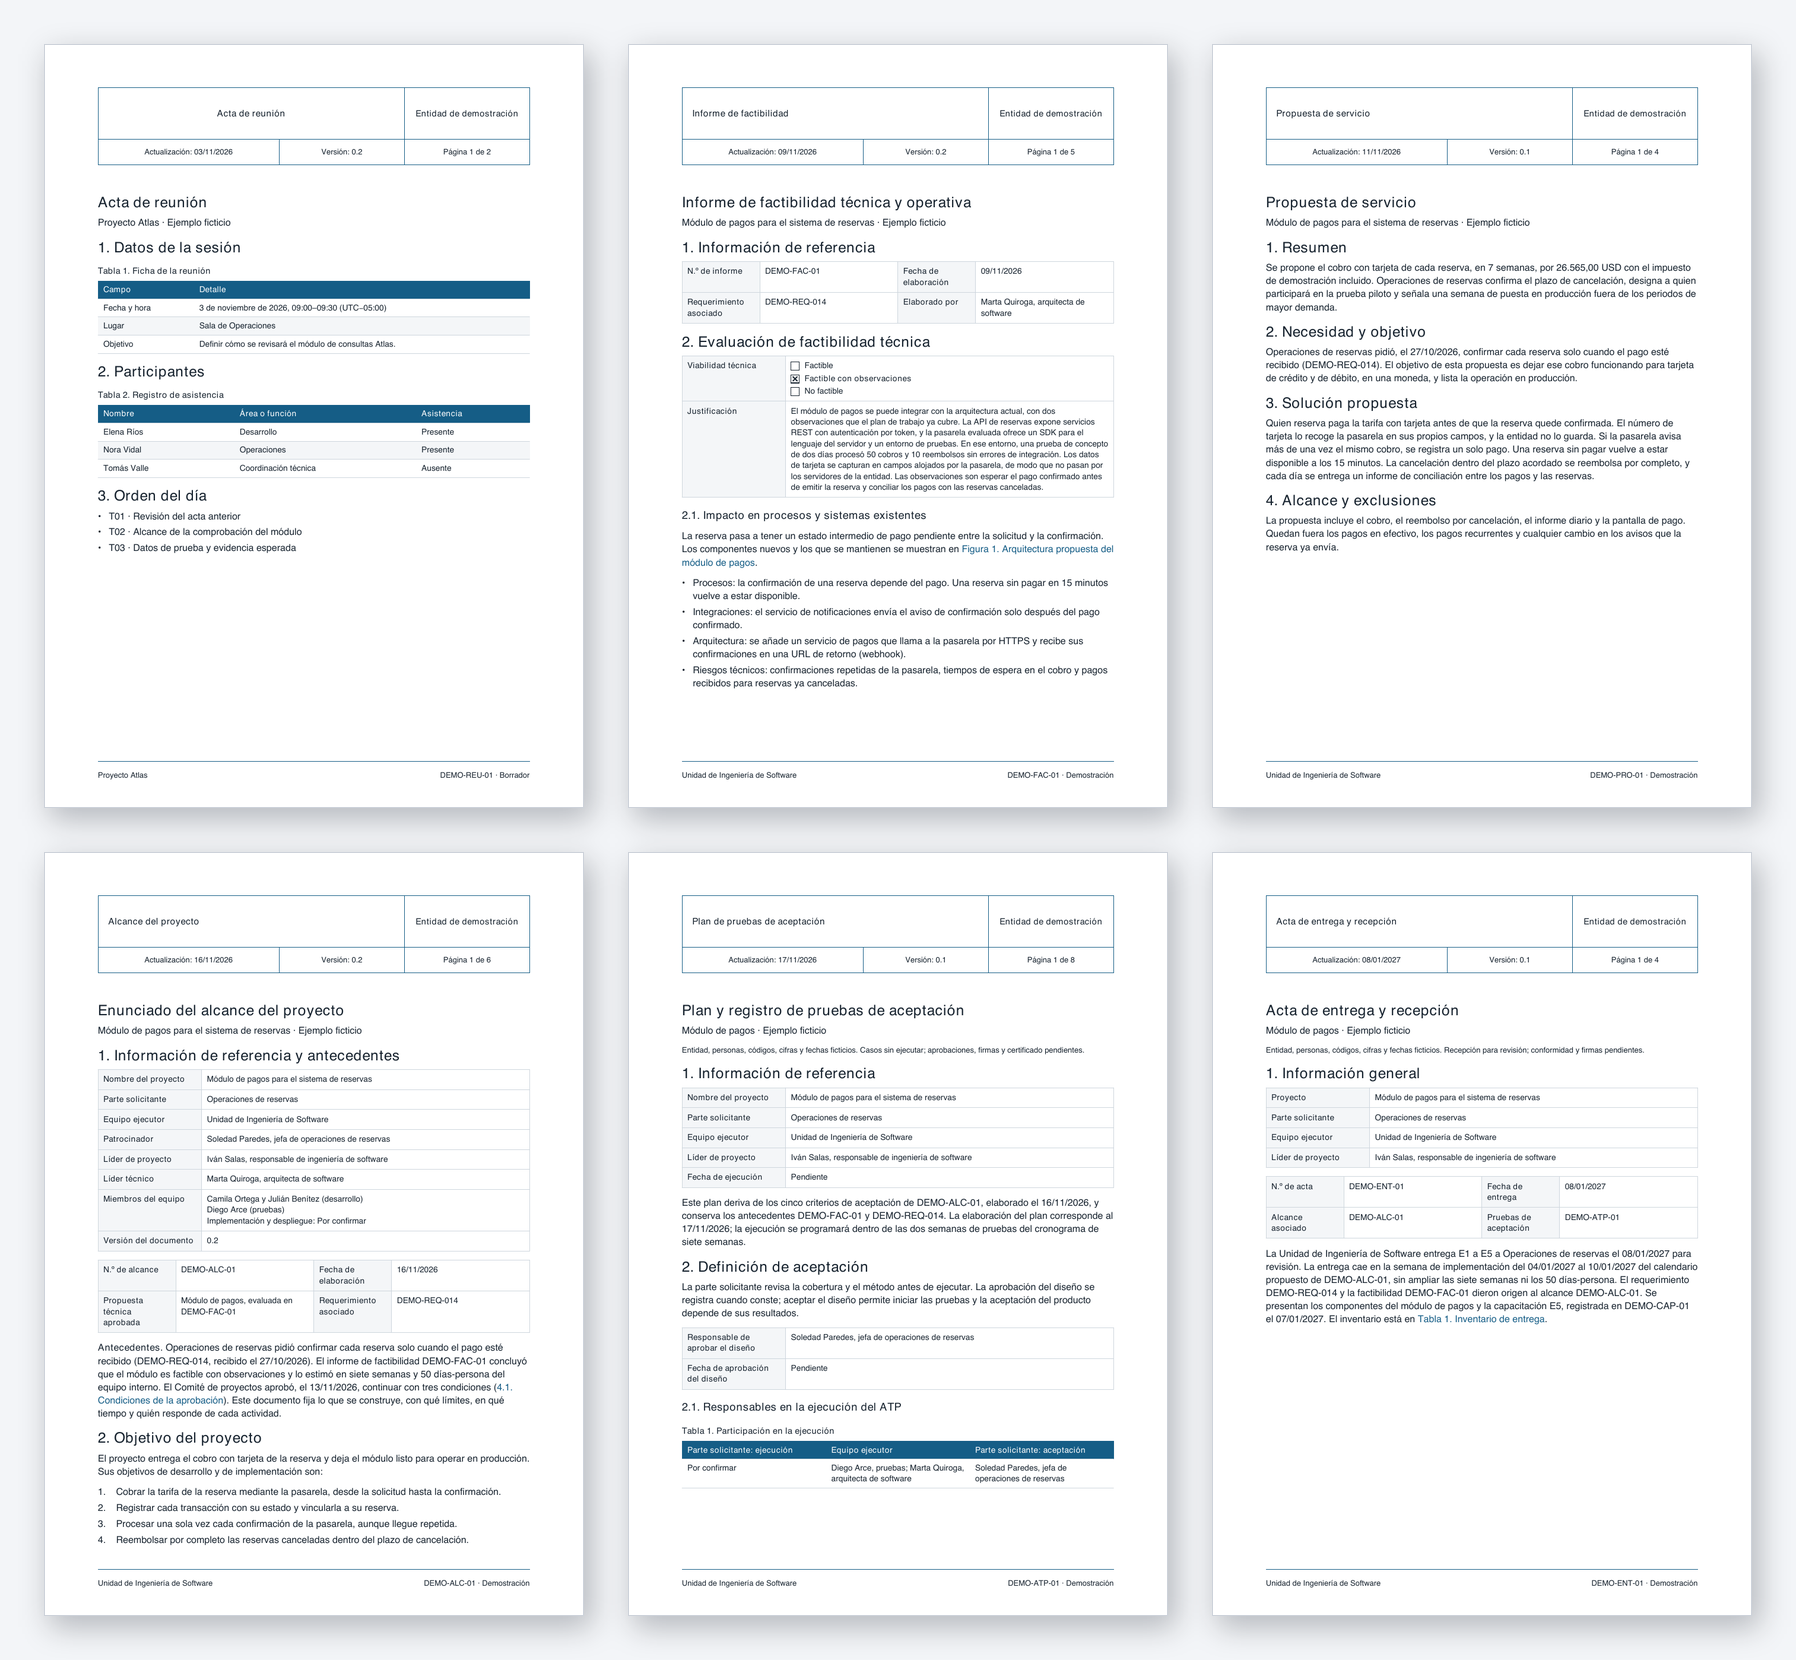 Acta de reunión
Entidad de demostración
Actualización: 03/11/2026
Versión: 0.2
Página 1 de 2
Acta de reunión
Proyecto Atlas · Ejemplo ficticio
1. Datos de la sesión
Tabla 1. Ficha de la reunión
Campo Detalle
Fecha y hora 3 de noviembre de 2026, 09:00–09:30 (UTC−05:00)
Lugar Sala de Operaciones
Objetivo Definir cómo se revisará el módulo de consultas Atlas.
2. Participantes
Tabla 2. Registro de asistencia
Nombre Área o función Asistencia
Elena Ríos Desarrollo Presente
Nora Vidal Operaciones Presente
Tomás Valle Coordinación técnica Ausente
3. Orden del día
• T01 · Revisión del acta anterior
• T02 · Alcance de la comprobación del módulo
• T03 · Datos de prueba y evidencia esperada
Proyecto Atlas
DEMO-REU-01 · Borrador
Informe de factibilidad
Entidad de demostración
Actualización: 09/11/2026
Versión: 0.2
Página 1 de 5
Informe de factibilidad técnica y operativa
Módulo de pagos para el sistema de reservas · Ejemplo ficticio
1. Información de referencia
N.º de informe DEMO-FAC-01 Fecha de 09/11/2026
elaboración
Requerimiento DEMO-REQ-014 Elaborado por Marta Quiroga, arquitecta de
asociado software
2. Evaluación de factibilidad técnica
Viabilidad técnica ☐ Factible
☒ Factible con observaciones
☐ No factible
Justificación El módulo de pagos se puede integrar con la arquitectura actual, con dos
observaciones que el plan de trabajo ya cubre. La API de reservas expone servicios
REST con autenticación por token, y la pasarela evaluada ofrece un SDK para el
lenguaje del servidor y un entorno de pruebas. En ese entorno, una prueba de concepto
de dos días procesó 50 cobros y 10 reembolsos sin errores de integración. Los datos
de tarjeta se capturan en campos alojados por la pasarela, de modo que no pasan por
los servidores de la entidad. Las observaciones son esperar el pago confirmado antes
de emitir la reserva y conciliar los pagos con las reservas canceladas.
2.1. Impacto en procesos y sistemas existentes
La reserva pasa a tener un estado intermedio de pago pendiente entre la solicitud y la confirmación.
Los componentes nuevos y los que se mantienen se muestran en Figura 1. Arquitectura propuesta del
módulo de pagos.
• Procesos: la confirmación de una reserva depende del pago. Una reserva sin pagar en 15 minutos
vuelve a estar disponible.
• Integraciones: el servicio de notificaciones envía el aviso de confirmación solo después del pago
confirmado.
• Arquitectura: se añade un servicio de pagos que llama a la pasarela por HTTPS y recibe sus
confirmaciones en una URL de retorno (webhook).
• Riesgos técnicos: confirmaciones repetidas de la pasarela, tiempos de espera en el cobro y pagos
recibidos para reservas ya canceladas.
Unidad de Ingeniería de Software
DEMO-FAC-01 · Demostración
Propuesta de servicio
Entidad de demostración
Actualización: 11/11/2026
Versión: 0.1
Página 1 de 4
Propuesta de servicio
Módulo de pagos para el sistema de reservas · Ejemplo ficticio
1. Resumen
Se propone el cobro con tarjeta de cada reserva, en 7 semanas, por 26.565,00 USD con el impuesto
de demostración incluido. Operaciones de reservas confirma el plazo de cancelación, designa a quien
participará en la prueba piloto y señala una semana de puesta en producción fuera de los periodos de
mayor demanda.
2. Necesidad y objetivo
Operaciones de reservas pidió, el 27/10/2026, confirmar cada reserva solo cuando el pago esté
recibido (DEMO-REQ-014). El objetivo de esta propuesta es dejar ese cobro funcionando para tarjeta
de crédito y de débito, en una moneda, y lista la operación en producción.
3. Solución propuesta
Quien reserva paga la tarifa con tarjeta antes de que la reserva quede confirmada. El número de
tarjeta lo recoge la pasarela en sus propios campos, y la entidad no lo guarda. Si la pasarela avisa
más de una vez el mismo cobro, se registra un solo pago. Una reserva sin pagar vuelve a estar
disponible a los 15 minutos. La cancelación dentro del plazo acordado se reembolsa por completo, y
cada día se entrega un informe de conciliación entre los pagos y las reservas.
4. Alcance y exclusiones
La propuesta incluye el cobro, el reembolso por cancelación, el informe diario y la pantalla de pago.
Quedan fuera los pagos en efectivo, los pagos recurrentes y cualquier cambio en los avisos que la
reserva ya envía.
Unidad de Ingeniería de Software
DEMO-PRO-01 · Demostración
Alcance del proyecto
Entidad de demostración
Actualización: 16/11/2026
Versión: 0.2
Página 1 de 6
Enunciado del alcance del proyecto
Módulo de pagos para el sistema de reservas · Ejemplo ficticio
1. Información de referencia y antecedentes
Nombre del proyecto Módulo de pagos para el sistema de reservas
Parte solicitante Operaciones de reservas
Equipo ejecutor Unidad de Ingeniería de Software
Patrocinador Soledad Paredes, jefa de operaciones de reservas
Líder de proyecto Iván Salas, responsable de ingeniería de software
Líder técnico Marta Quiroga, arquitecta de software
Miembros del equipo Camila Ortega y Julián Benítez (desarrollo)
Diego Arce (pruebas)
Implementación y despliegue: Por confirmar
Versión del documento 0.2
N.º de alcance DEMO-ALC-01 Fecha de 16/11/2026
elaboración
Propuesta Módulo de pagos, evaluada en Requerimiento DEMO-REQ-014
técnica DEMO-FAC-01 asociado
aprobada
Antecedentes. Operaciones de reservas pidió confirmar cada reserva solo cuando el pago esté
recibido (DEMO-REQ-014, recibido el 27/10/2026). El informe de factibilidad DEMO-FAC-01 concluyó
que el módulo es factible con observaciones y lo estimó en siete semanas y 50 días-persona del
equipo interno. El Comité de proyectos aprobó, el 13/11/2026, continuar con tres condiciones (4.1.
Condiciones de la aprobación). Este documento fija lo que se construye, con qué límites, en qué
tiempo y quién responde de cada actividad.
2. Objetivo del proyecto
El proyecto entrega el cobro con tarjeta de la reserva y deja el módulo listo para operar en producción.
Sus objetivos de desarrollo y de implementación son:
1. Cobrar la tarifa de la reserva mediante la pasarela, desde la solicitud hasta la confirmación.
2. Registrar cada transacción con su estado y vincularla a su reserva.
3. Procesar una sola vez cada confirmación de la pasarela, aunque llegue repetida.
4. Reembolsar por completo las reservas canceladas dentro del plazo de cancelación.
Unidad de Ingeniería de Software
DEMO-ALC-01 · Demostración
Plan de pruebas de aceptación
Entidad de demostración
Actualización: 17/11/2026
Versión: 0.1
Página 1 de 8
Plan y registro de pruebas de aceptación
Módulo de pagos · Ejemplo ficticio
Entidad, personas, códigos, cifras y fechas ficticios. Casos sin ejecutar; aprobaciones, firmas y certificado pendientes.
1. Información de referencia
Nombre del proyecto Módulo de pagos para el sistema de reservas
Parte solicitante Operaciones de reservas
Equipo ejecutor Unidad de Ingeniería de Software
Líder de proyecto Iván Salas, responsable de ingeniería de software
Fecha de ejecución Pendiente
Este plan deriva de los cinco criterios de aceptación de DEMO-ALC-01, elaborado el 16/11/2026, y
conserva los antecedentes DEMO-FAC-01 y DEMO-REQ-014. La elaboración del plan corresponde al
17/11/2026; la ejecución se programará dentro de las dos semanas de pruebas del cronograma de
siete semanas.
2. Definición de aceptación
La parte solicitante revisa la cobertura y el método antes de ejecutar. La aprobación del diseño se
registra cuando conste; aceptar el diseño permite iniciar las pruebas y la aceptación del producto
depende de sus resultados.
Responsable de Soledad Paredes, jefa de operaciones de reservas
aprobar el diseño
Fecha de aprobación Pendiente
del diseño
2.1. Responsables en la ejecución del ATP
Tabla 1. Participación en la ejecución
Parte solicitante: ejecución Equipo ejecutor Parte solicitante: aceptación
Por confirmar Diego Arce, pruebas; Marta Quiroga, Soledad Paredes, jefa de
arquitecta de software operaciones de reservas
Unidad de Ingeniería de Software
DEMO-ATP-01 · Demostración
Acta de entrega y recepción
Entidad de demostración
Actualización: 08/01/2027
Versión: 0.1
Página 1 de 4
Acta de entrega y recepción
Módulo de pagos · Ejemplo ficticio
Entidad, personas, códigos, cifras y fechas ficticios. Recepción para revisión; conformidad y firmas pendientes.
1. Información general
Proyecto Módulo de pagos para el sistema de reservas
Parte solicitante Operaciones de reservas
Equipo ejecutor Unidad de Ingeniería de Software
Líder de proyecto Iván Salas, responsable de ingeniería de software
N.º de acta DEMO-ENT-01 Fecha de 08/01/2027
entrega
Alcance DEMO-ALC-01 Pruebas de DEMO-ATP-01
asociado aceptación
La Unidad de Ingeniería de Software entrega E1 a E5 a Operaciones de reservas el 08/01/2027 para
revisión. La entrega cae en la semana de implementación del 04/01/2027 al 10/01/2027 del calendario
propuesto de DEMO-ALC-01, sin ampliar las siete semanas ni los 50 días-persona. El requerimiento
DEMO-REQ-014 y la factibilidad DEMO-FAC-01 dieron origen al alcance DEMO-ALC-01. Se
presentan los componentes del módulo de pagos y la capacitación E5, registrada en DEMO-CAP-01
el 07/01/2027. El inventario está en Tabla 1. Inventario de entrega.
Unidad de Ingeniería de Software
DEMO-ENT-01 · Demostración